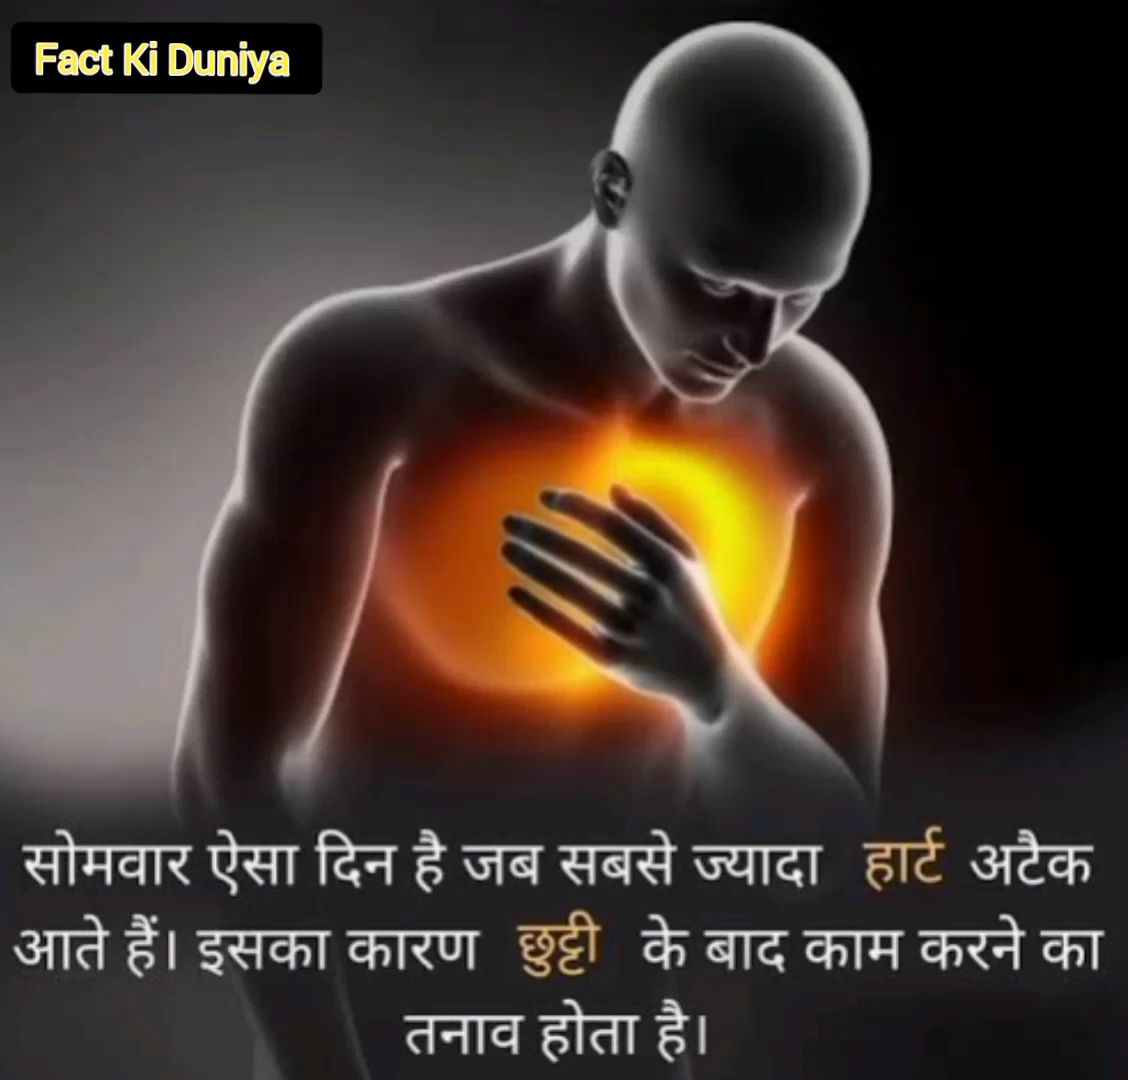 Fact Ki Duniya
सोमवार ऐसा दिन है जब सबसे ज्यादा हार्ट अटैक
आते हैं। इसका कारण छुट्टी के बाद काम करने का
तनाव होता है।